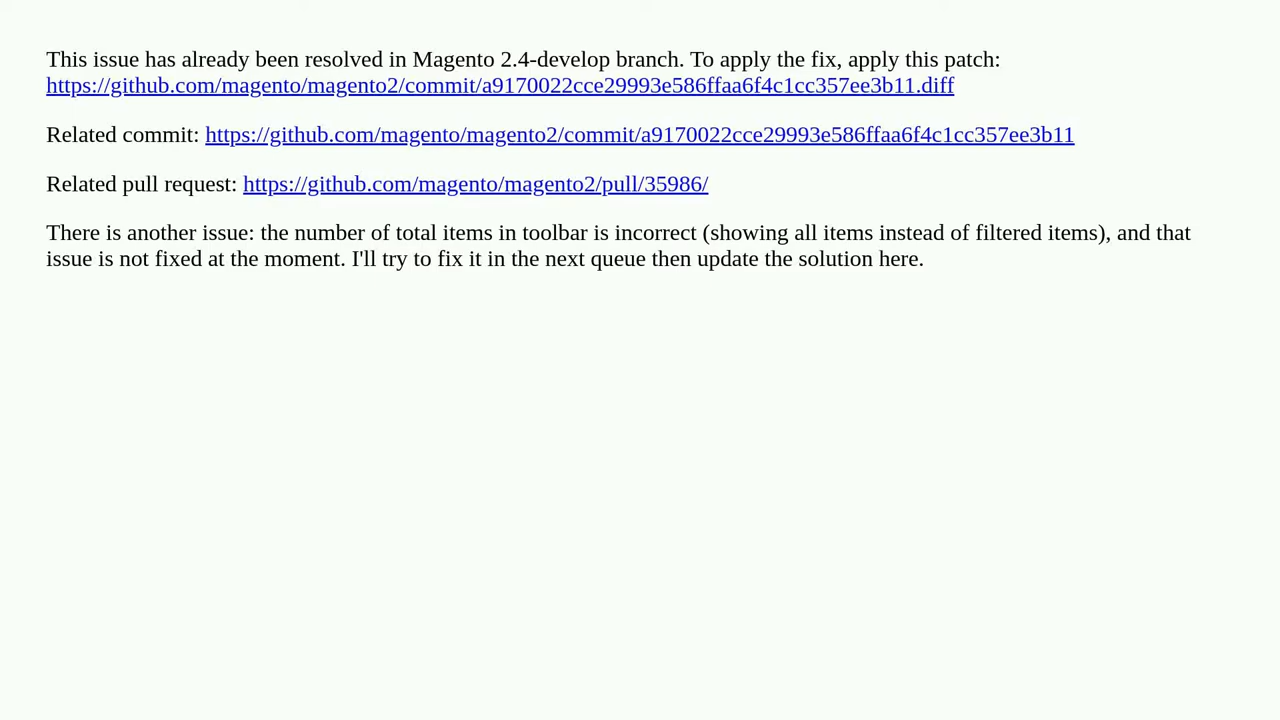 This issue has already been resolved in Magento 2.4-develop branch. To apply the fix, apply this patch:
https://github.com/magento/magento2/commit/a9170022cce29993e586ffaa6f4c1cc357ee3b11.diff
Related commit: https://github.com/magento/magento2/commit/a9170022cce29993e586ffaa6f4c1cc357ee3b11
Related pull request: https://github.com/magento/magento2/pull/35986/
There is another issue: the number of total items in toolbar is incorrect (showing all items instead of filtered items), and that
issue is not fixed at the moment. I'll try to fix it in the next queue then update the solution here.